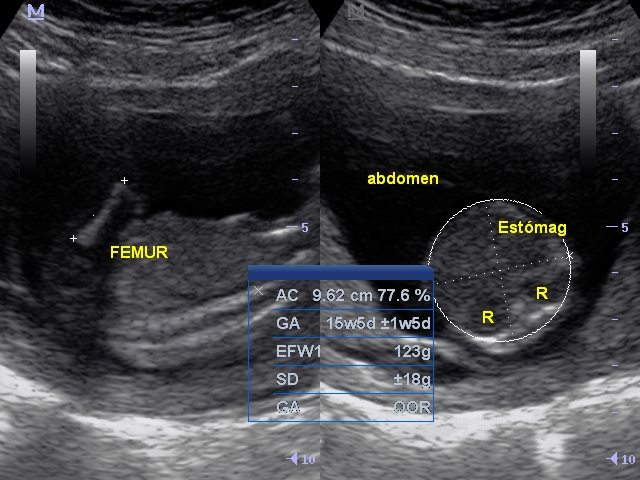 M
M
abdomen
5
5
Estómag
FEMUR
R
R
AC 9.62 cm 77.6 %
GA 15w5d ±1w5d
EFW1 123g
SD ±18g
GA OOR
10
10